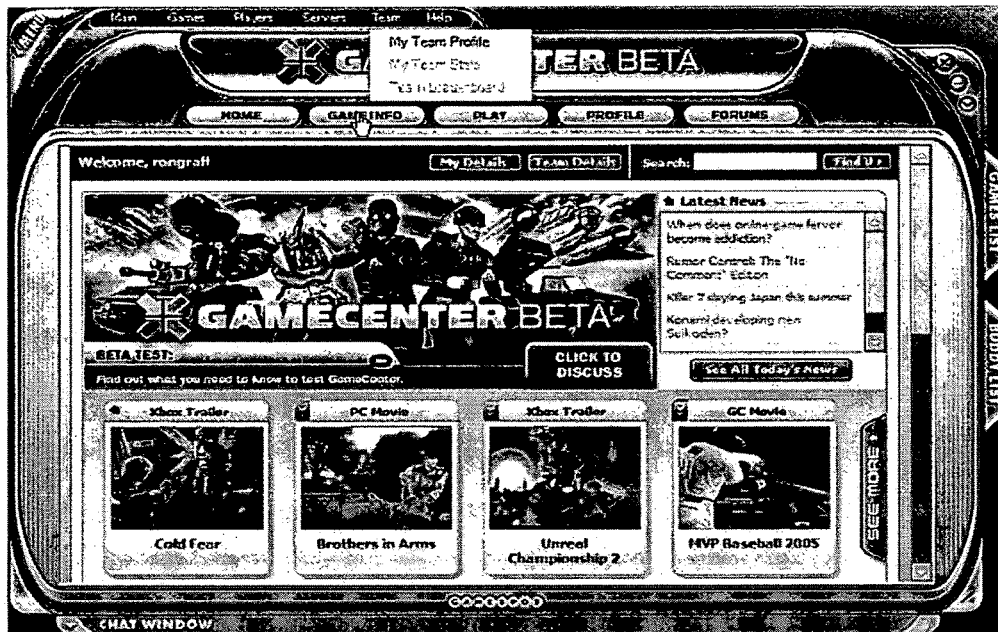 MENU
Main Games Players Servers Team Help
My Team Profile
My Team Stats
Team Leaderboard
GAMECENTER BETA
HOME GAME INFO PLAY PROFILE FORUMS
Welcome, rongraff
My Details Team Details Search: Find It
Latest News
When does online-game fervor
become addiction?
Rumor Control: The "No
Comment" Edition
Killer 7 slaying Japan this summer
Konami developing new
Suikoden?
See All Today's News
GAMECENTER BETA
BETA TEST:
Find out what you need to know to test GameCenter.
CLICK TO
DISCUSS
Xbox Trailer PC Movie Xbox Trailer GC Movie
Cold Fear Brothers in Arms Unreal
Championship 2 MVP Baseball 2005
SEE MORE
GAMESPOT
CHAT WINDOW
GAME LIST
BUDDY LIST